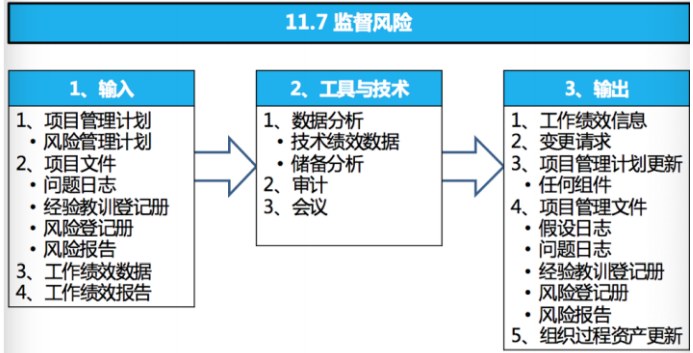 11.7 监督风险
1、输入
1、项目管理计划
• 风险管理计划
2、项目文件
• 问题日志
• 经验教训登记册
• 风险登记册
• 风险报告
3、工作绩效数据
4、工作绩效报告
2、工具与技术
1、数据分析
• 技术绩效数据
• 储备分析
2、审计
3、会议
3、输出
1、工作绩效信息
2、变更请求
3、项目管理计划更新
• 任何组件
4、项目管理文件
• 假设日志
• 问题日志
• 经验教训登记册
• 风险登记册
• 风险报告
5、组织过程资产更新